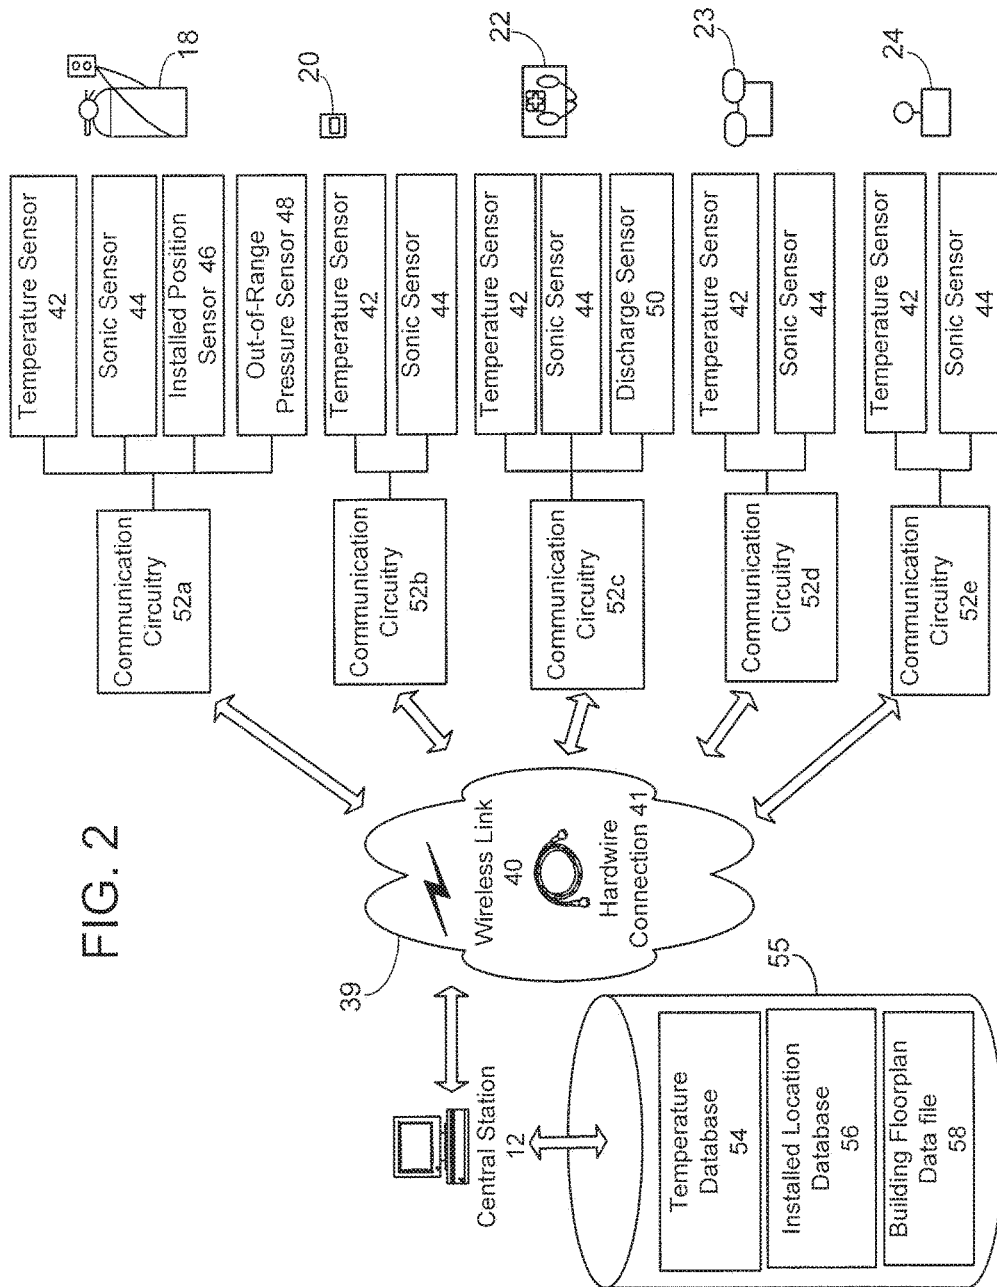 FIG. 2
39
Central Station
12
Wireless Link
40
Hardwire
Connection 41
55
Temperature
Database
54
Installed Location
Database
56
Building Floorplan
Data file
58
Communication
Circuitry
52a
Temperature Sensor
42
Sonic Sensor
44
Installed Position
Sensor 46
Out-of-Range
Pressure Sensor 48
18
Communication
Circuitry
52b
Temperature Sensor
42
Sonic Sensor
44
20
Communication
Circuitry
52c
Temperature Sensor
42
Sonic Sensor
44
Discharge Sensor
50
22
Communication
Circuitry
52d
Temperature Sensor
42
Sonic Sensor
44
23
Communication
Circuitry
52e
Temperature Sensor
42
Sonic Sensor
44
24